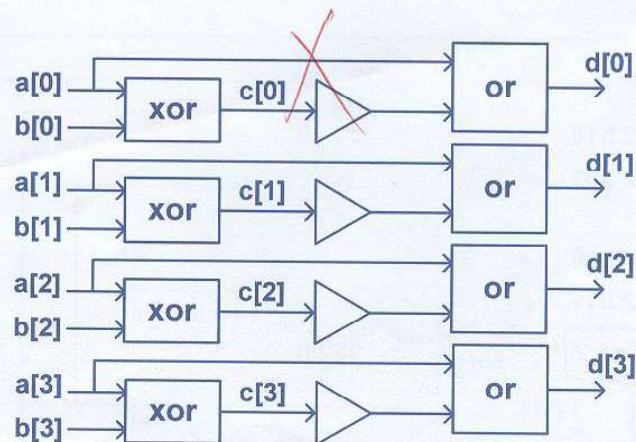 d[0]
a[0] c[0] or
xor
b[0]
d[1]
a[1] c[1] or
xor
b[1]
d[2]
a[2] c[2] or
xor
b[2]
d[3]
a[3] c[3] or
xor
b[3]